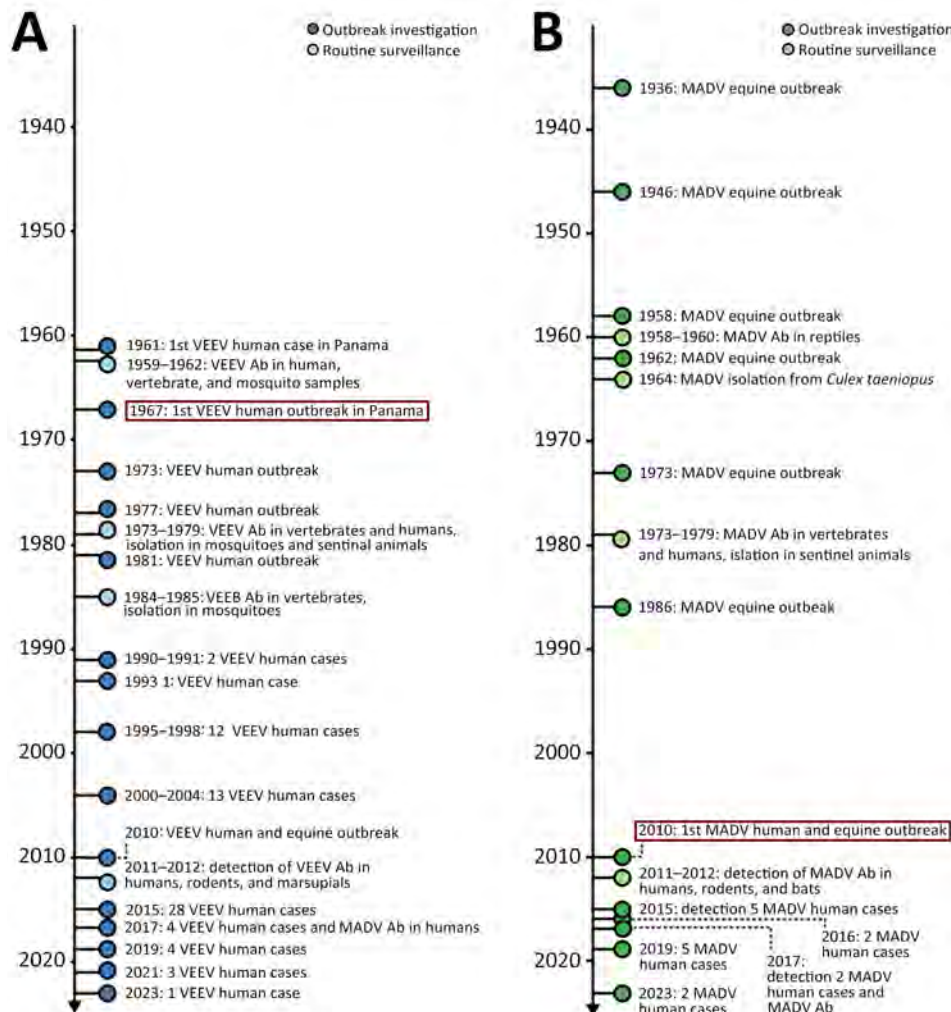 A
Outbreak investigation
Routine surveillance
1940
1950
1960
1961: 1st VEEV human case in Panama
1959–1962: VEEV Ab in human,
vertebrate, and mosquito samples
1967: 1st VEEV human outbreak in Panama
1970
1973: VEEV human outbreak
1977: VEEV human outbreak
1973–1979: VEEV Ab in vertebrates and humans,
isolation in mosquitoes and sentinal animals
1980
1981: VEEV human outbreak
1984–1985: VEEB Ab in vertebrates,
isolation in mosquitoes
1990
1990–1991: 2 VEEV human cases
1993 1: VEEV human case
1995–1998: 12 VEEV human cases
2000
2000–2004: 13 VEEV human cases
2010: VEEV human and equine outbreak
2010
2011–2012: detection of VEEV Ab in
humans, rodents, and marsupials
2015: 28 VEEV human cases
2017: 4 VEEV human cases and MADV Ab in humans
2019: 4 VEEV human cases
2020
2021: 3 VEEV human cases
2023: 1 VEEV human case
B
Outbreak investigation
Routine surveillance
1936: MADV equine outbreak
1940
1946: MADV equine outbreak
1950
1958: MADV equine outbreak
1960
1958–1960: MADV Ab in reptiles
1962: MADV equine outbreak
1964: MADV isolation from Culex taeniopus
1970
1973: MADV equine outbreak
1973–1979: MADV Ab in vertebrates
and humans, islation in sentinel animals
1980
1986: MADV equine outbeak
1990
2000
2010: 1st MADV human and equine outbreak
2010
2011–2012: detection of MADV Ab in
humans, rodents, and bats
2015: detection 5 MADV human cases
2016: 2 MADV
human cases
2017:
detection 2 MADV
human cases and
MADV Ab
2019: 5 MADV
human cases
2020
2023: 2 MADV
human cases